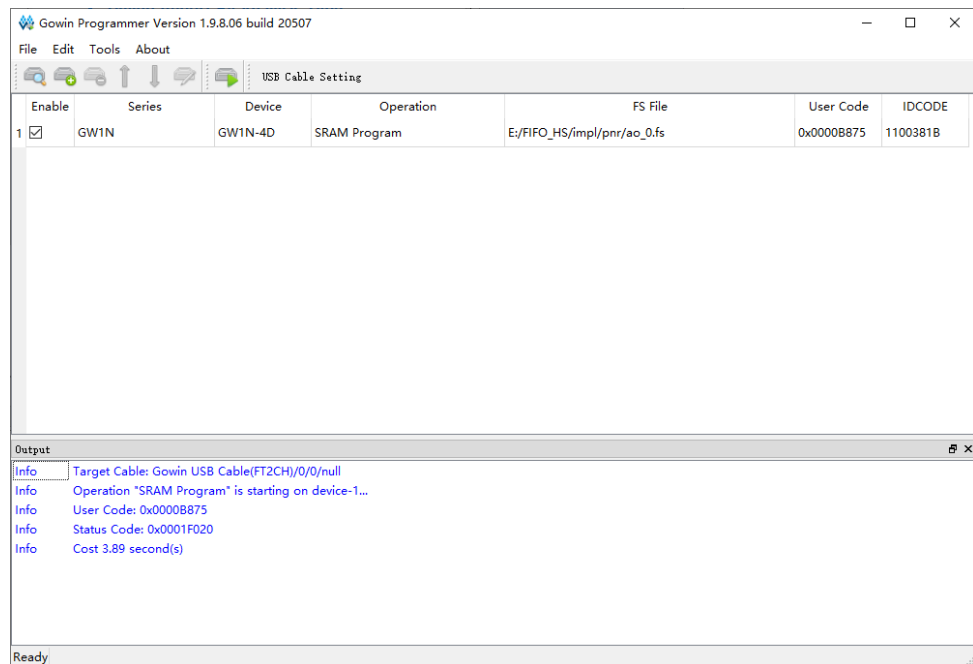 Gowin Programmer Version 1.9.8.06 build 20507
File Edit Tools About
USB Cable Setting
Enable Series Device Operation FS File User Code IDCODE
1 GW1N GW1N-4D SRAM Program E:/FIFO_HS/impl/pnr/ao_0.fs 0x0000B875 1100381B
Output
Info Target Cable: Gowin USB Cable(FT2CH)/0/0/null
Info Operation "SRAM Program" is starting on device-1...
Info User Code: 0x0000B875
Info Status Code: 0x0001F020
Info Cost 3.89 second(s)
Ready